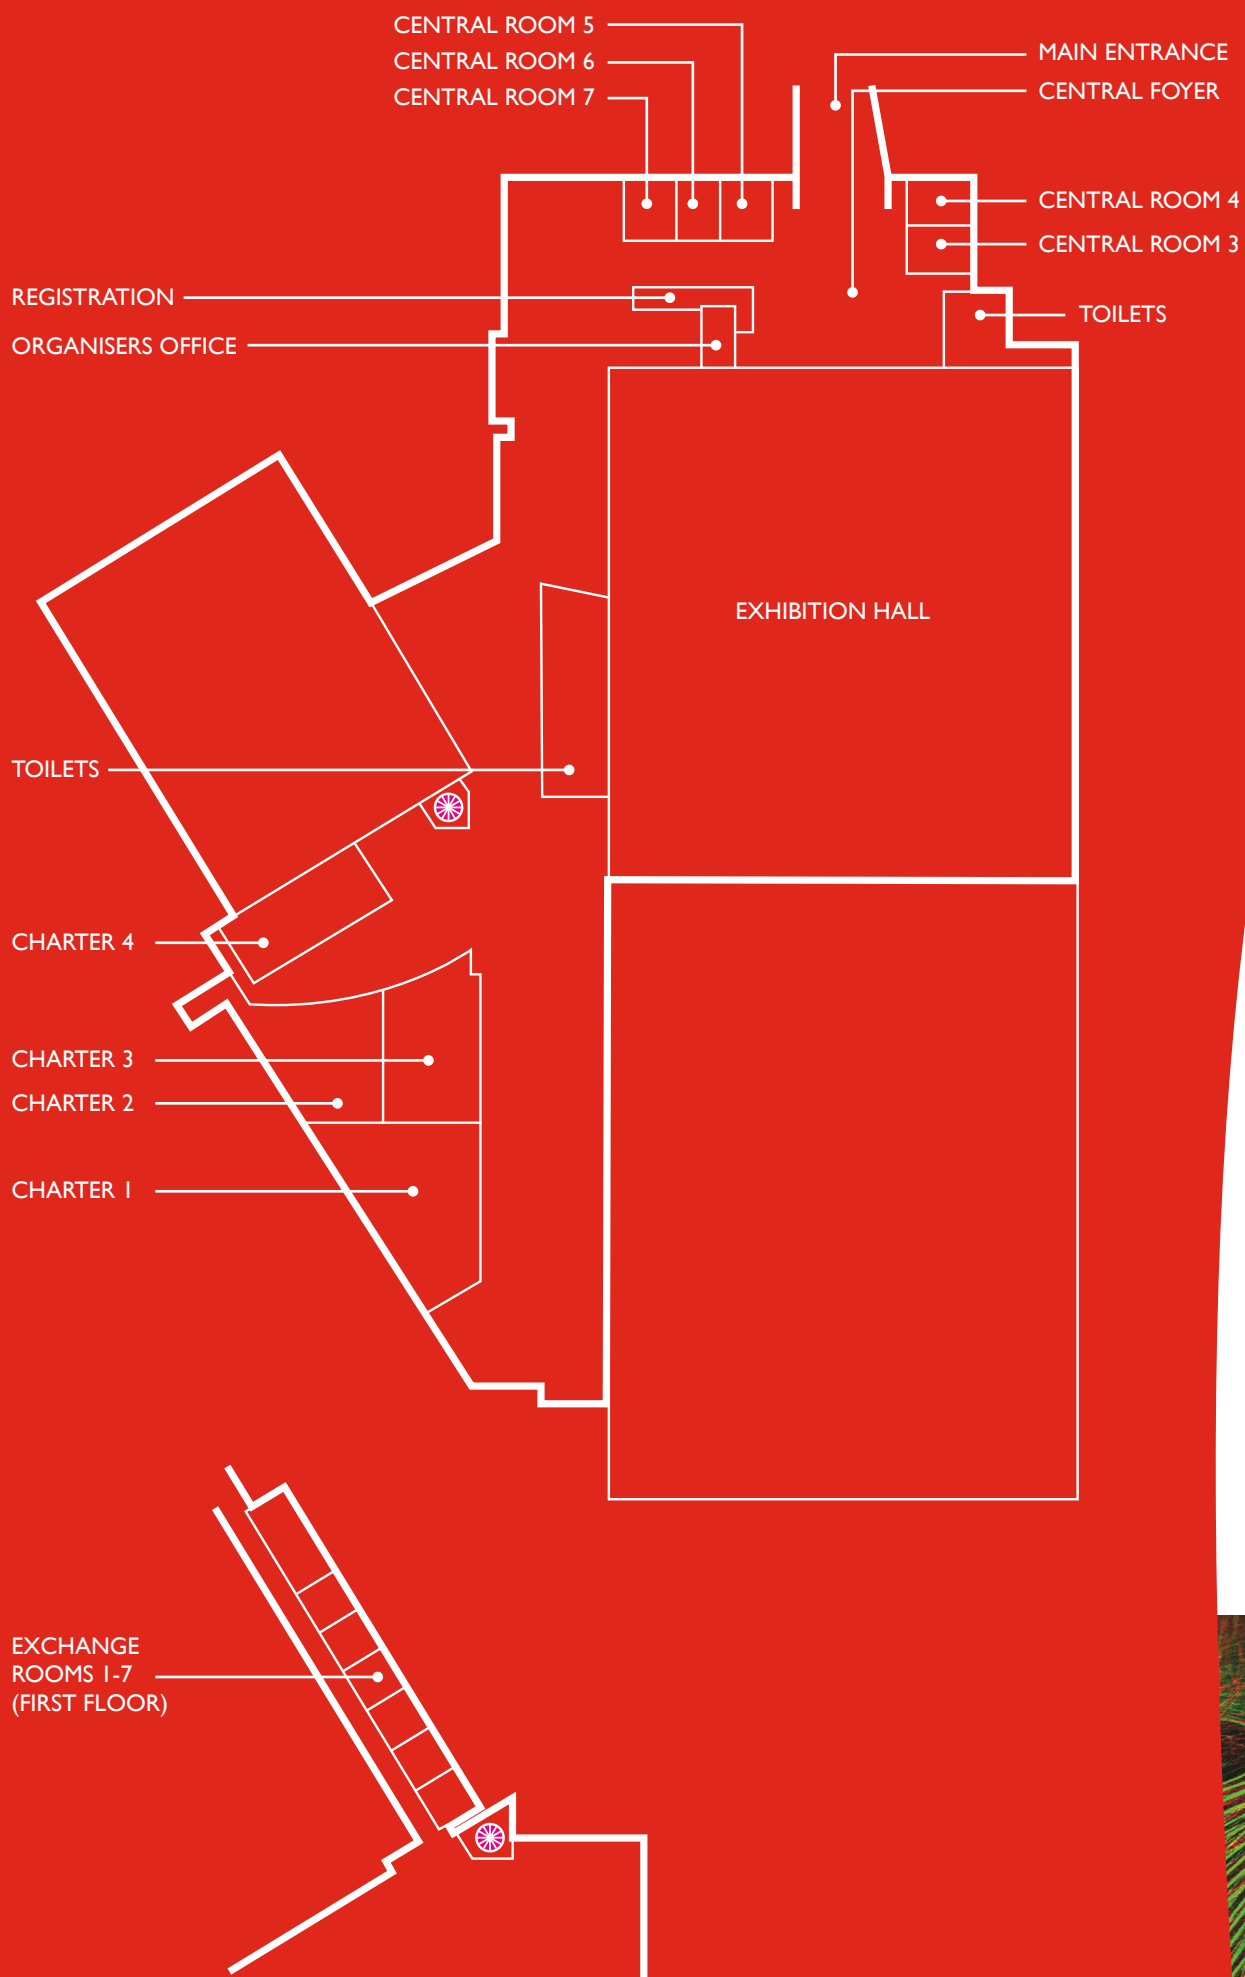 CENTRAL ROOM 5
CENTRAL ROOM 6
CENTRAL ROOM 7
MAIN ENTRANCE
CENTRAL FOYER
CENTRAL ROOM 4
CENTRAL ROOM 3
REGISTRATION
TOILETS
ORGANISERS OFFICE
EXHIBITION HALL
TOILETS
CHARTER 4
CHARTER 3
CHARTER 2
CHARTER 1
EXCHANGE
ROOMS 1-7
(FIRST FLOOR)